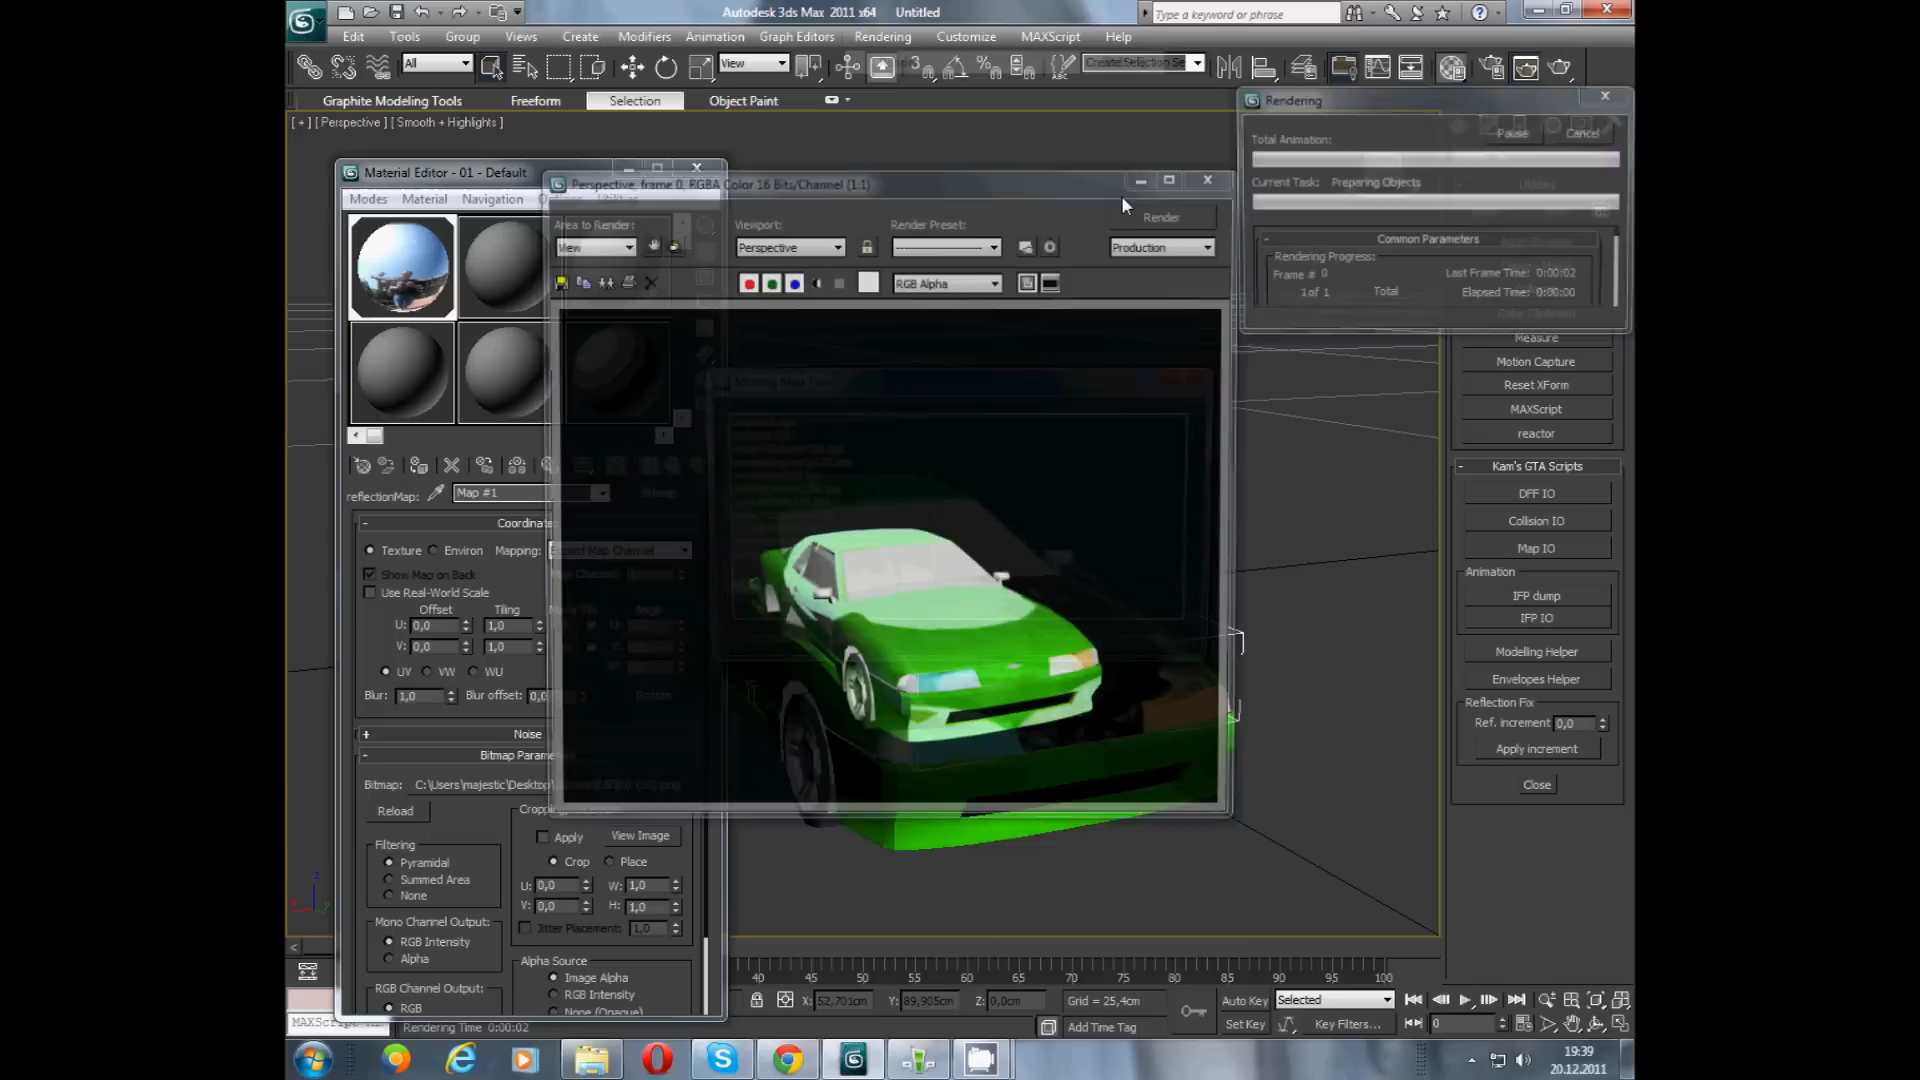 Autodesk 3ds Max 2011 x64 Untitled
Type a keyword or phrase
Edit Tools Group Views Create Modifiers Animation Graph Editors Rendering Customize MAXScript Help
All View Create Selection Se
Graphite Modeling Tools Freeform Selection Object Paint
[ + ] [ Perspective ] [ Smooth + Highlights ]
Rendering
Pause Cancel
Total Animation:
Current Task: Preparing Objects
Common Parameters
Rendering Progress:
Frame # 0 Last Frame Time: 0:00:02
1 of 1 Total Elapsed Time: 0:00:00
Material Editor - 01 - Default
Modes Material Navigation
Perspective, frame 0, RGBA Color 16 Bits/Channel (1:1)
Area to Render: Viewport: Render Preset: Render
View Perspective Production
RGB Alpha
reflectionMap: Map #1
Coordinate
Texture Environ Mapping: Explicit Map Channel
Show Map on Back
Use Real-World Scale
Offset Tiling
U: 0,0 1,0
V: 0,0 1,0
UV VW WU
Blur: 1,0 Blur offset: 0,0
Noise
Bitmap Parame
Bitmap: C:\Users\majestic\Desktop\
Reload
Apply View Image
Crop Place
U: 0,0 W: 1,0
V: 0,0 H: 1,0
Jitter Placement: 1,0
Filtering
Pyramidal
Summed Area
None
Mono Channel Output:
RGB Intensity
Alpha
RGB Channel Output:
RGB
Alpha Source
Image Alpha
RGB Intensity
None (Opaque)
Measure
Motion Capture
Reset XForm
MAXScript
reactor
Kam's GTA Scripts
DFF IO
Collision IO
Map IO
Animation
IFP dump
IFP IO
Modelling Helper
Envelopes Helper
Reflection Fix
Ref. increment 0,0
Apply increment
Close
40 45 50 55 60 65 70 75 80 85 90 95 100
X: 52,701cm Y: 89,905cm Z: 0,0cm Grid = 25,4cm Auto Key Selected
Rendering Time 0:00:02 Add Time Tag Set Key Key Filters... 0
19:39
20.12.2011